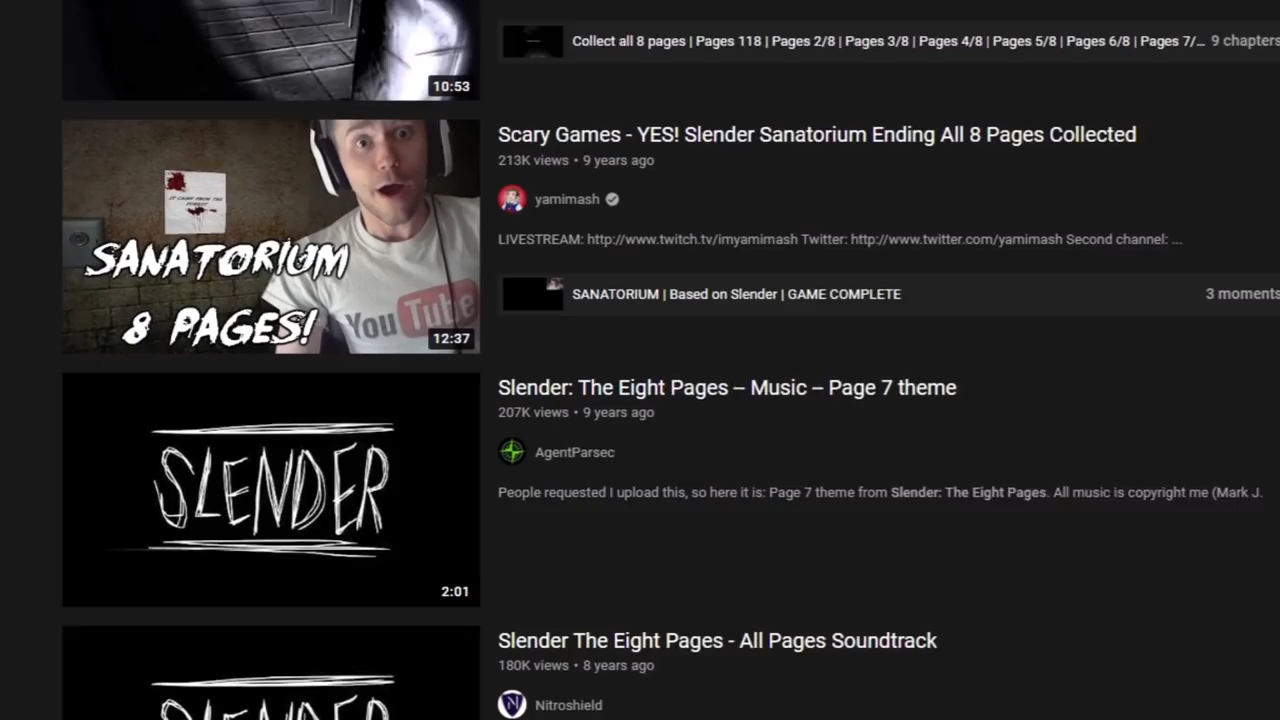 Collect all 8 pages | Pages 118 | Pages 2/8 | Pages 3/8 | Pages 4/8 | Pages 5/8 | Pages 6/8 | Pages 7/... 9 chapters
10:53
Scary Games - YES! Slender Sanatorium Ending All 8 Pages Collected
213K views • 9 years ago
yamimash
LIVESTREAM: http://www.twitch.tv/imyamimash Twitter: http://www.twitter.com/yamimash Second channel: ...
SANATORIUM | Based on Slender | GAME COMPLETE 3 moments
IT CAME FROM THE
FOREST
SANATORIUM
8 PAGES!
YouTube
12:37
Slender: The Eight Pages – Music – Page 7 theme
207K views • 9 years ago
AgentParsec
People requested I upload this, so here it is: Page 7 theme from Slender: The Eight Pages. All music is copyright me (Mark J.
SLENDER
2:01
Slender The Eight Pages - All Pages Soundtrack
180K views • 8 years ago
Nitroshield
SLENDER